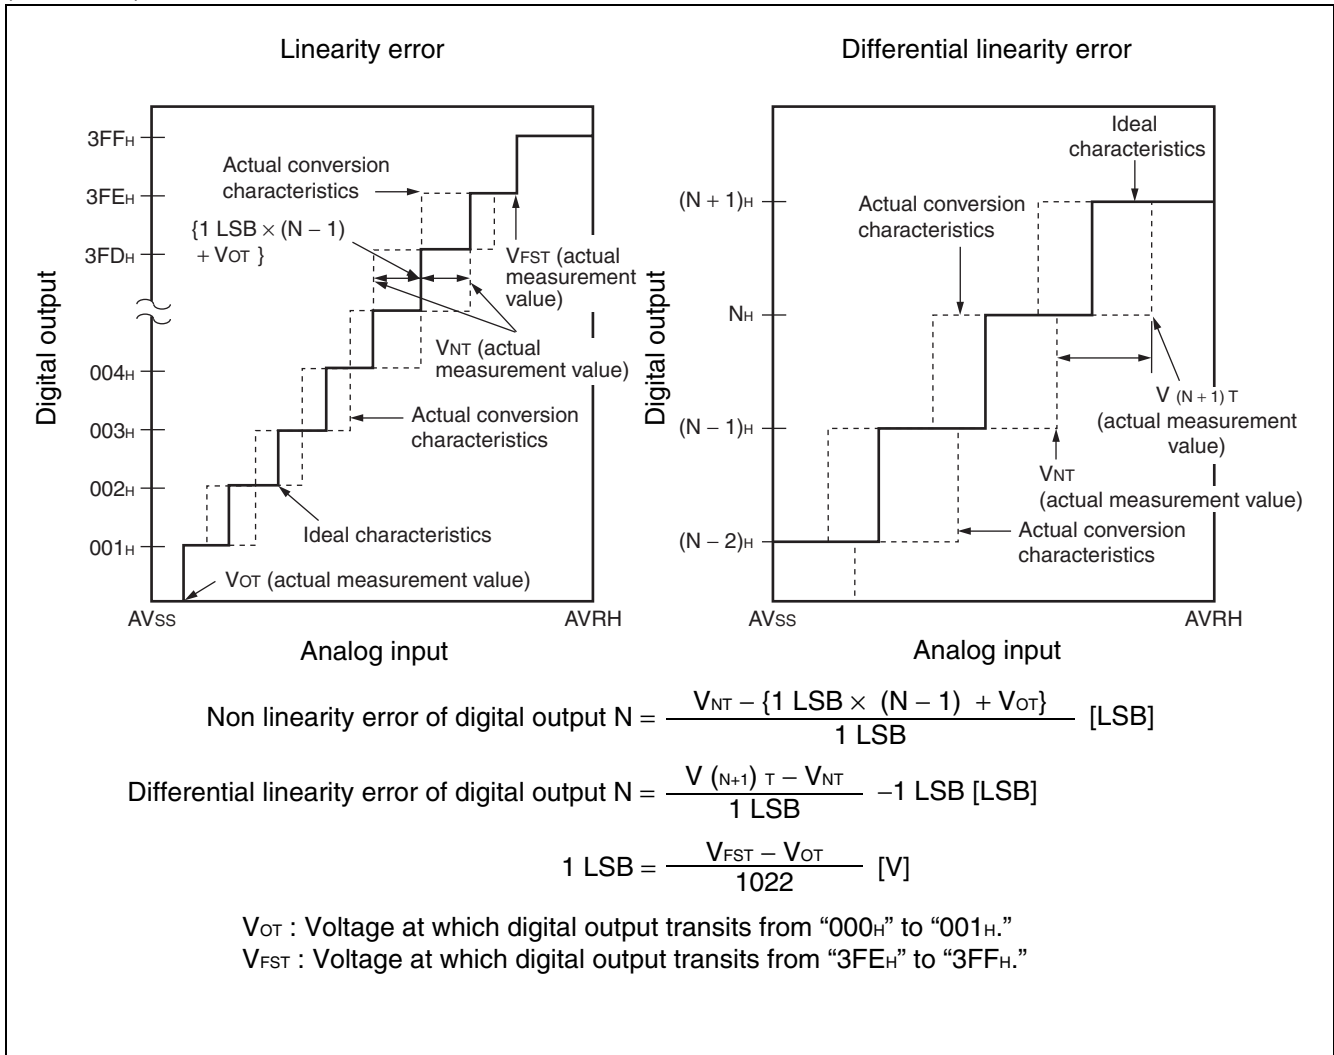 Linearity error
3FFH
3FEH
3FDH
004H
003H
002H
001H
Digital output
Actual conversion
characteristics
{1 LSB × (N – 1)
+ VOT }
VFST (actual
measurement
value)
VNT (actual
measurement value)
Actual conversion
characteristics
Ideal characteristics
VOT (actual measurement value)
AVSS
AVRH
Analog input
Differential linearity error
(N + 1)H
NH
(N – 1)H
(N – 2)H
Digital output
Ideal
characteristics
Actual conversion
characteristics
V (N + 1) T
(actual measurement
value)
VNT
(actual measurement value)
Actual conversion
characteristics
AVSS
AVRH
Analog input
Non linearity error of digital output N = VNT – {1 LSB × (N – 1) + VOT} / 1 LSB [LSB]
Differential linearity error of digital output N = V (N+1) T – VNT / 1 LSB –1 LSB [LSB]
1 LSB = VFST – VOT / 1022 [V]
VOT : Voltage at which digital output transits from “000H” to “001H.”
VFST : Voltage at which digital output transits from “3FEH” to “3FFH.”